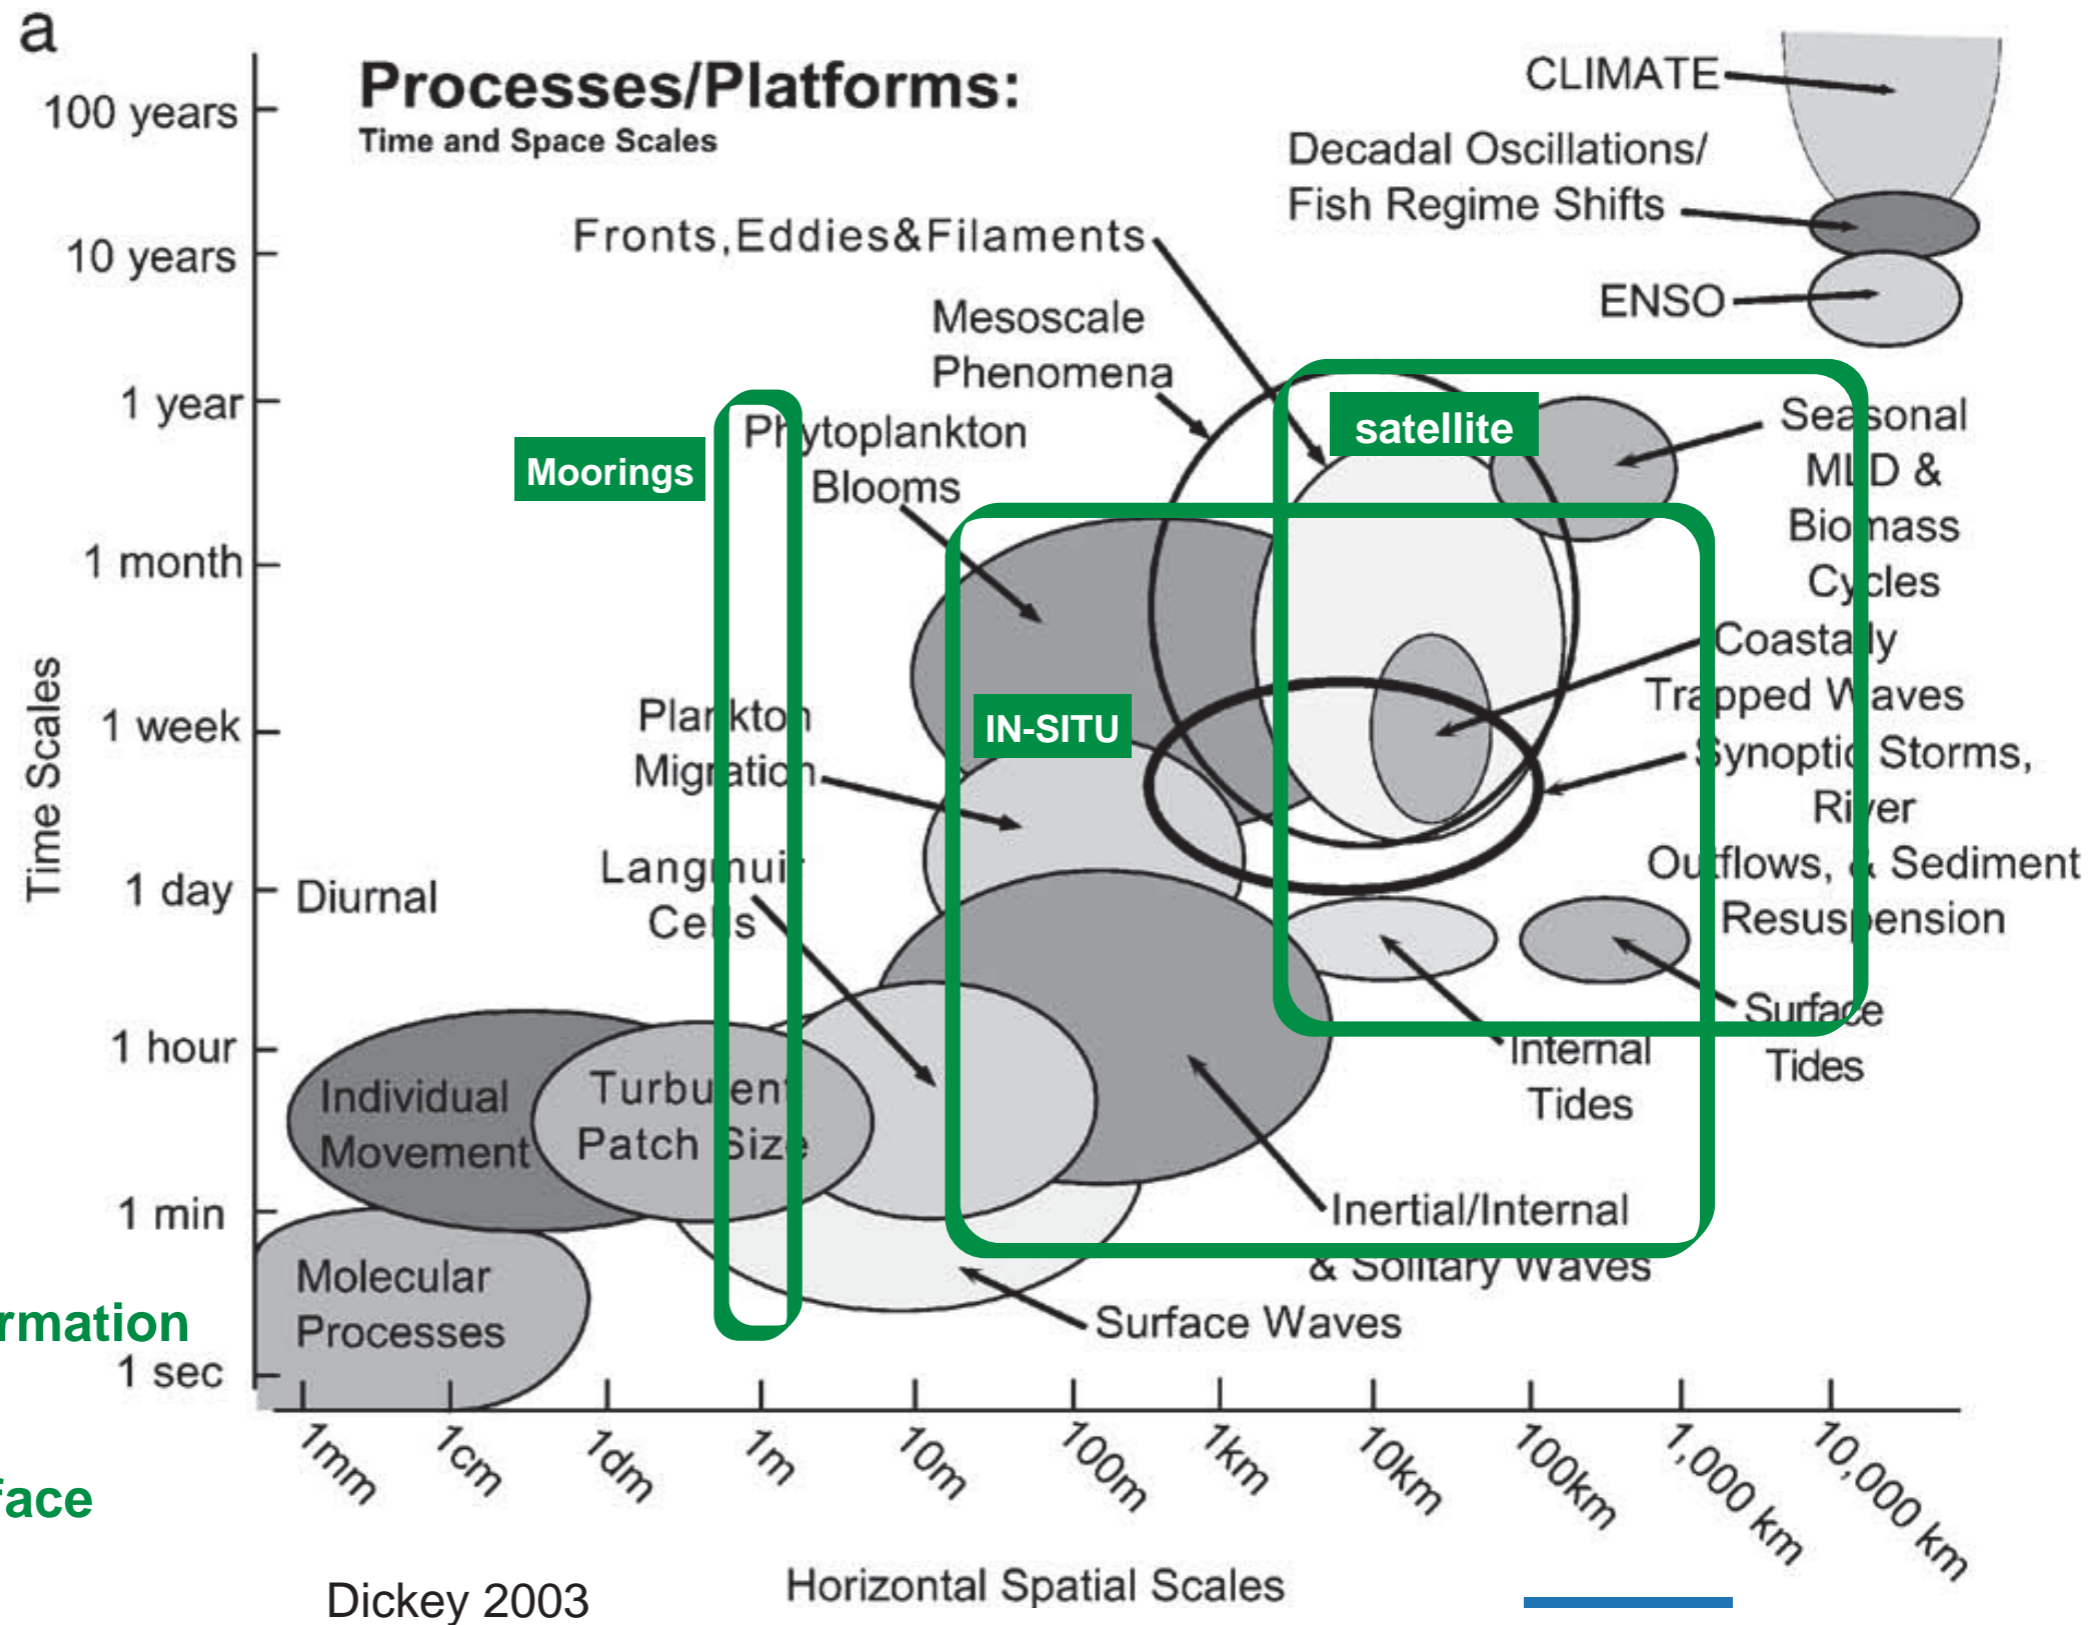 a
Processes/Platforms:
Time and Space Scales
100 years
10 years
1 year
1 month
1 week
1 day
1 hour
1 min
1 sec
Time Scales
CLIMATE
Decadal Oscillations/
Fish Regime Shifts
ENSO
Fronts,Eddies&Filaments
Mesoscale
Phenomena
Phytoplankton
Blooms
Moorings
satellite
IN-SITU
Seasonal
MLD &
Biomass
Cycles
Coastally
Trapped Waves
Synoptic Storms,
River
Outflows, & Sediment
Resuspension
Plankton
Migration
Langmuir
Cells
Diurnal
Surface
Tides
Internal
Tides
Individual
Movement
Turbulent
Patch Size
Inertial/Internal
& Solitary Waves
Molecular
Processes
Surface Waves
rmation
face
1mm
1cm
1dm
1m
10m
100m
1km
10km
100km
1,000 km
10,000 km
Horizontal Spatial Scales
Dickey 2003